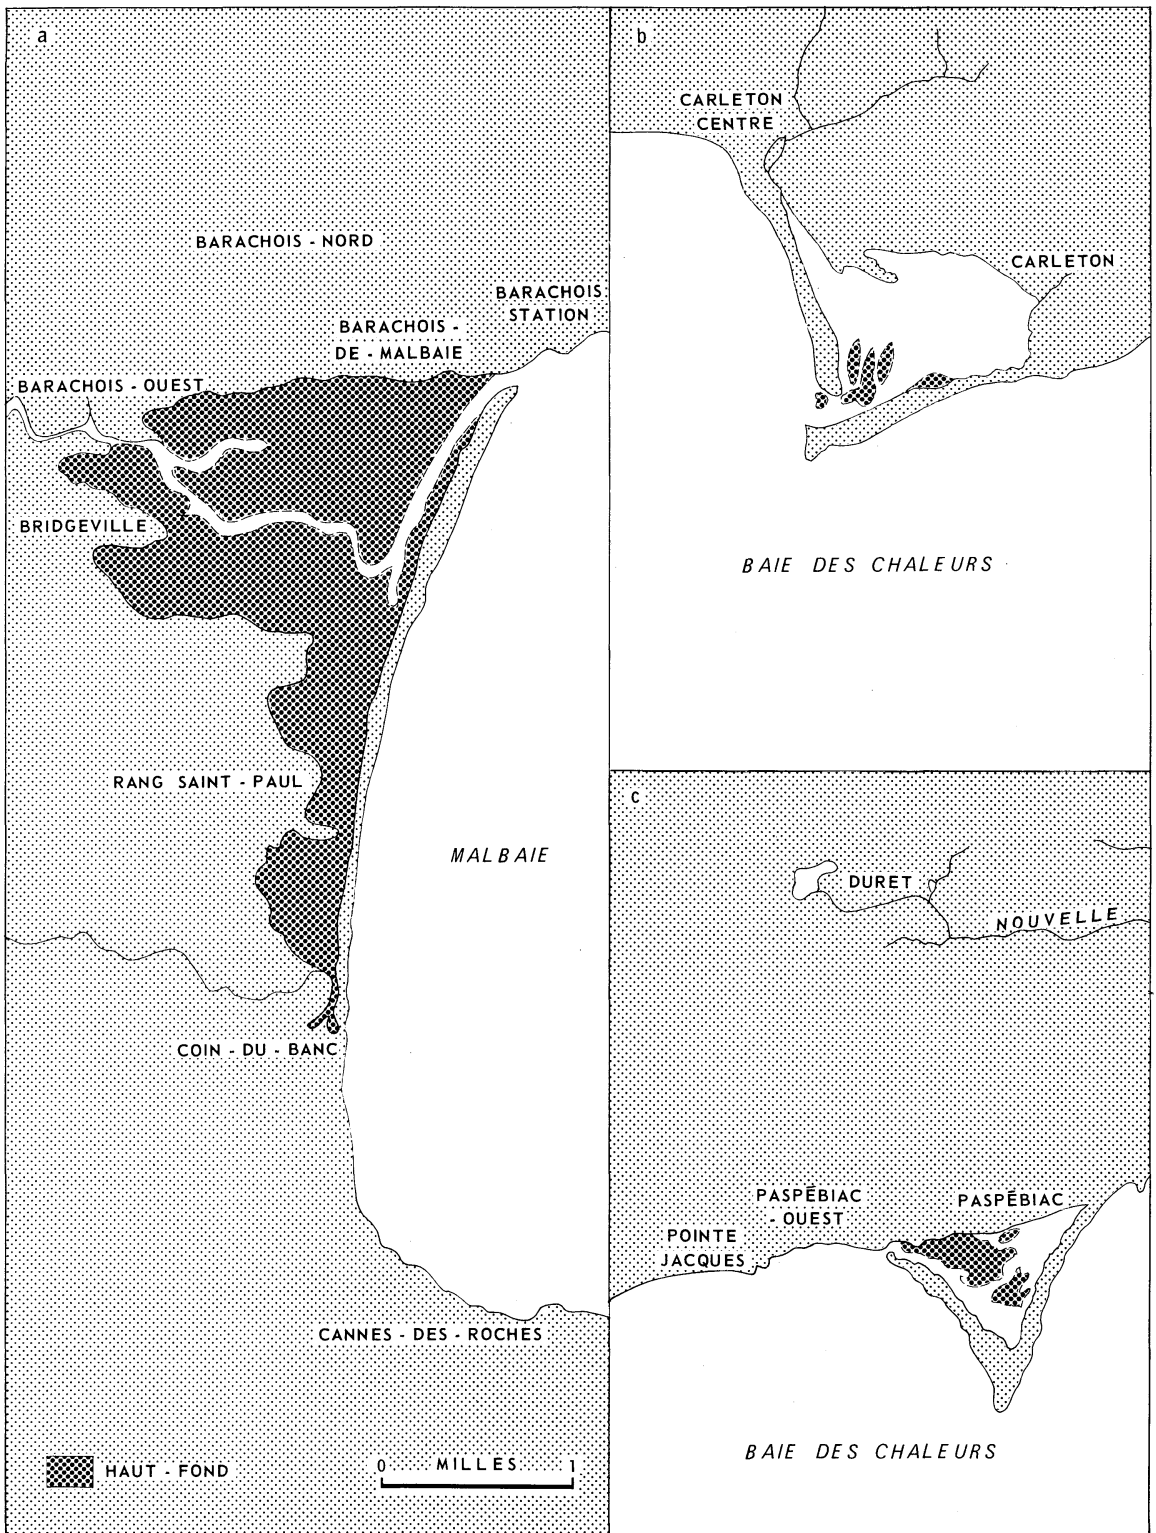 a
BARACHOIS - NORD
BARACHOIS
STATION
BARACHOIS -
DE - MALBAIE
BARACHOIS - OUEST
BRIDGEVILLE
RANG SAINT - PAUL
MALBAIE
COIN - DU - BANC
CANNES - DES - ROCHES
HAUT - FOND
0 MILLES 1
b
CARLETON
CENTRE
CARLETON
BAIE DES CHALEURS
c
DURET
NOUVELLE
PASPÉBIAC
- OUEST
PASPÉBIAC
POINTE
JACQUES
BAIE DES CHALEURS